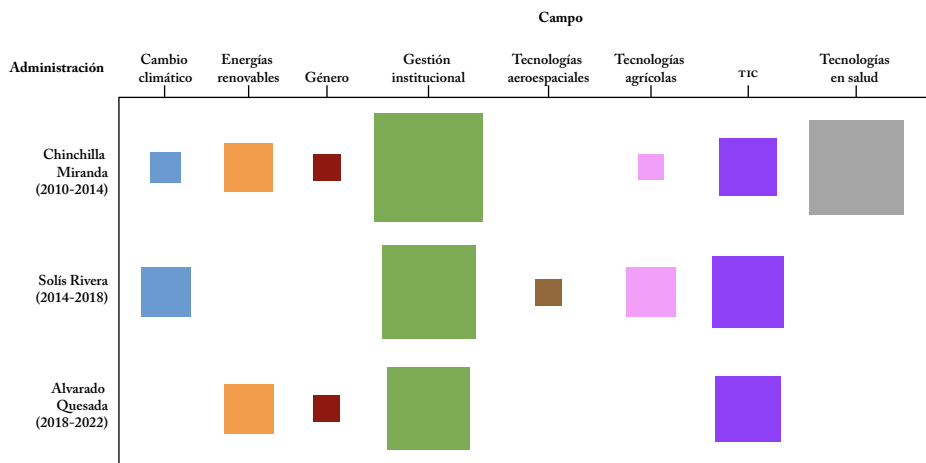 Campo
Administración
Cambio
climático
Energías
renovables
Género
Gestión
institucional
Tecnologías
aeroespaciales
Tecnologías
agrícolas
TIC
Tecnologías
en salud
Chinchilla
Miranda
(2010-2014)
Solís Rivera
(2014-2018)
Alvarado
Quesada
(2018-2022)